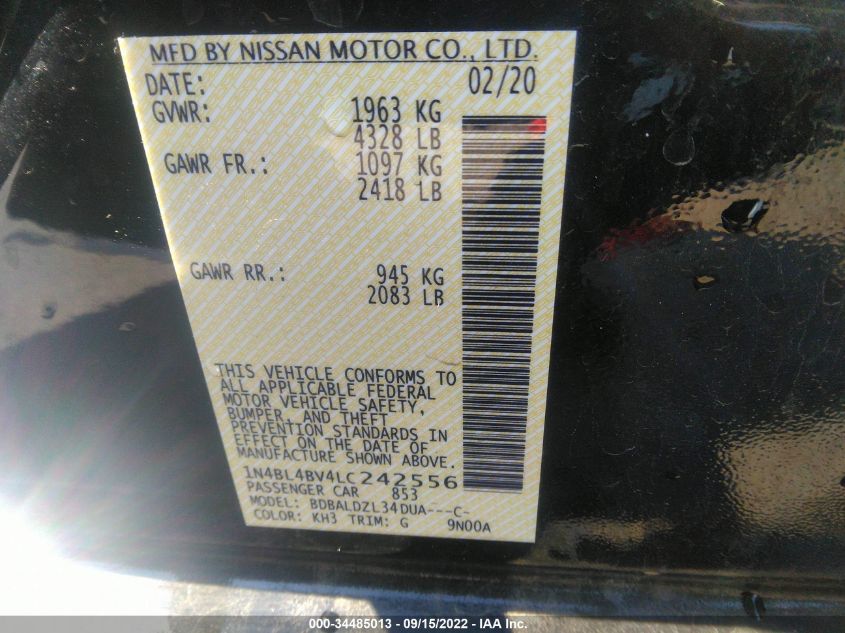 MFD BY NISSAN MOTOR CO., LTD.
DATE: 02/20
GVWR: 1963 KG
4328 LB
GAWR FR.: 1097 KG
2418 LB
GAWR RR.: 945 KG
2083 LB
THIS VEHICLE CONFORMS TO
ALL APPLICABLE FEDERAL
MOTOR VEHICLE SAFETY,
BUMPER, AND THEFT
PREVENTION STANDARDS IN
EFFECT ON THE DATE OF
MANUFACTURE SHOWN ABOVE.
1N4BL4BV4LC242556
PASSENGER CAR 853
MODEL: BDBALDZL34DUA---C-
COLOR: KH3 TRIM: G 9N00A
000-34485013 - 09/15/2022 - IAA Inc.